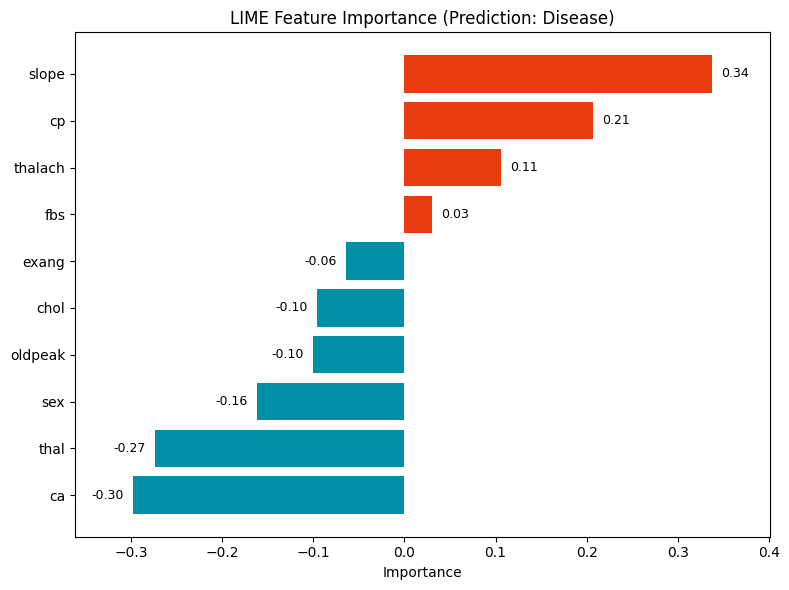 LIME Feature Importance (Prediction: Disease)
slope 0.34
cp 0.21
thalach 0.11
fbs 0.03
exang -0.06
chol -0.10
oldpeak -0.10
sex -0.16
thal -0.27
ca -0.30
−0.3 −0.2 −0.1 0.0 0.1 0.2 0.3 0.4
Importance